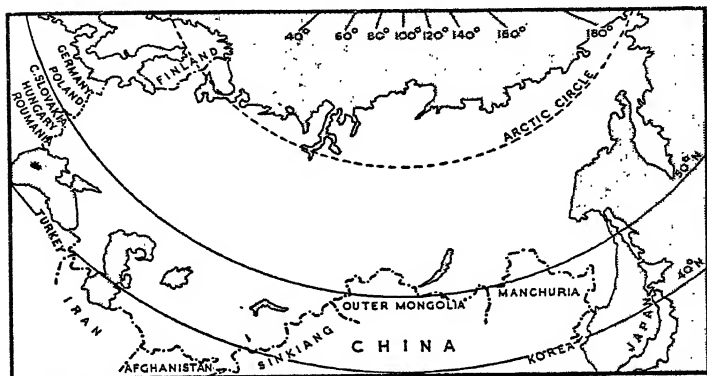 40° 60° 80° 100° 120° 140° 160° 180°
FINLAND
GERMANY
POLAND
C.SLOVAKIA
HUNGARY
ROUMANIA
ARCTIC CIRCLE
50° N
TURKEY
40° N
IRAN
OUTER MONGOLIA
MANCHURIA
JAPAN
AFGHANISTAN
SINKIANG
CHINA
KOREA